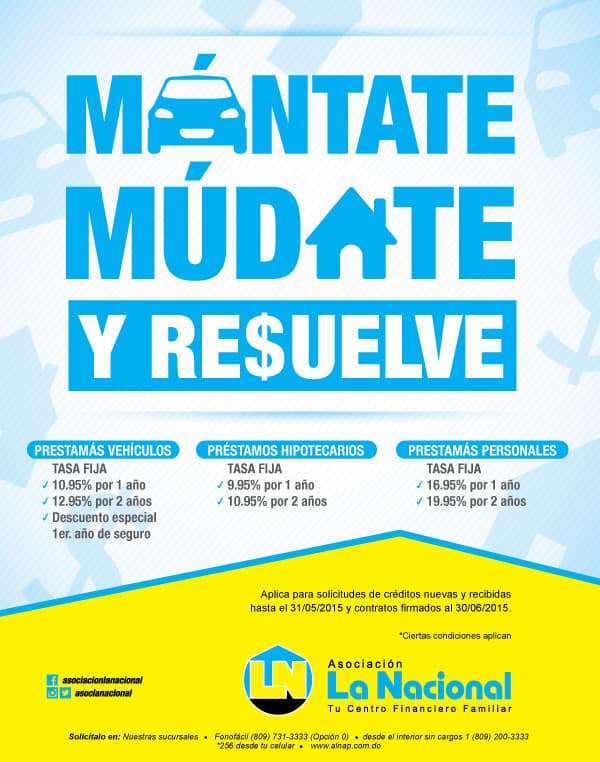 MÁNTATE
MÚDATE
Y RE$UELVE
PRESTAMÁS VEHÍCULOS
TASA FIJA
✓ 10.95% por 1 año
✓ 12.95% por 2 años
✓ Descuento especial
1er. año de seguro
PRÉSTAMOS HIPOTECARIOS
TASA FIJA
✓ 9.95% por 1 año
✓ 10.95% por 2 años
PRESTAMÁS PERSONALES
TASA FIJA
✓ 16.95% por 1 año
✓ 19.95% por 2 años
Aplica para solicitudes de créditos nuevas y recibidas
hasta el 31/05/2015 y contratos firmados al 30/06/2015.
*Ciertas condiciones aplican
asociacionlanacional
asoclanacional
LN
Asociación
La Nacional
Tu Centro Financiero Familiar
Solicítalo en: Nuestras sucursales • Fonofácil (809) 731-3333 (Opción 0) • desde el interior sin cargos 1 (809) 200-3333
*256 desde tu celular • www.alnap.com.do